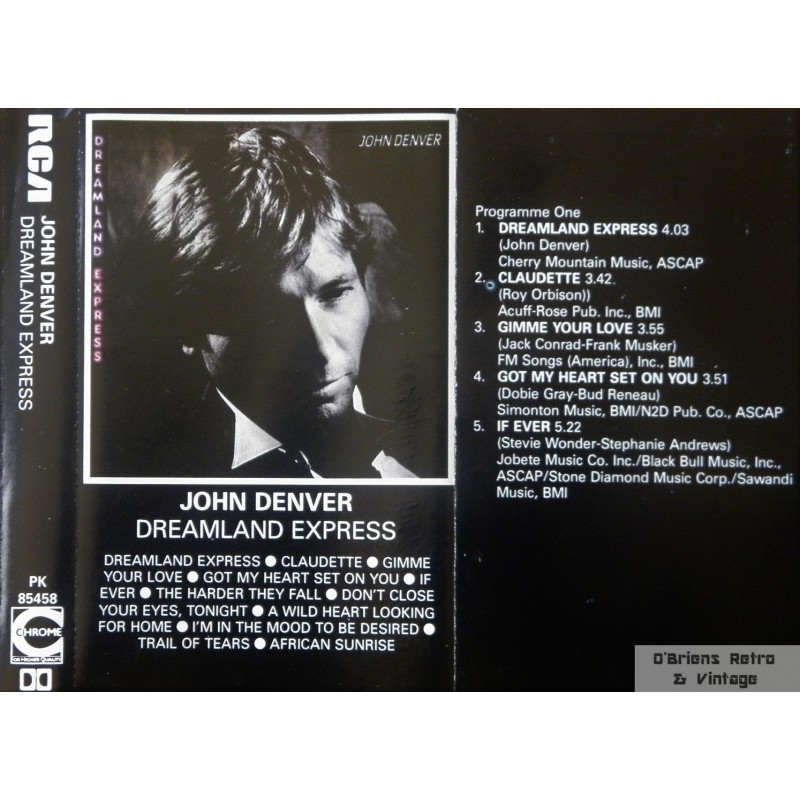 RCA
JOHN DENVER
DREAMLAND EXPRESS
PK
85458
CHROME
FOR HIGHER QUALITY
DREAMLAND EXPRESS
JOHN DENVER
JOHN DENVER
DREAMLAND EXPRESS
DREAMLAND EXPRESS ● CLAUDETTE ● GIMME
YOUR LOVE ● GOT MY HEART SET ON YOU ● IF
EVER ● THE HARDER THEY FALL ● DON'T CLOSE
YOUR EYES, TONIGHT ● A WILD HEART LOOKING
FOR HOME ● I'M IN THE MOOD TO BE DESIRED ●
TRAIL OF TEARS ● AFRICAN SUNRISE
Programme One
1. DREAMLAND EXPRESS 4.03
(John Denver)
Cherry Mountain Music, ASCAP
2. CLAUDETTE 3.42
(Roy Orbison))
Acuff-Rose Pub. Inc., BMI
3. GIMME YOUR LOVE 3.55
(Jack Conrad-Frank Musker)
FM Songs (America), Inc., BMI
4. GOT MY HEART SET ON YOU 3.51
(Dobie Gray-Bud Reneau)
Simonton Music, BMI/N2D Pub. Co., ASCAP
5. IF EVER 5.22
(Stevie Wonder-Stephanie Andrews)
Jobete Music Co. Inc./Black Bull Music, Inc.,
ASCAP/Stone Diamond Music Corp./Sawandi
Music, BMI
O'Briens Retro
& Vintage